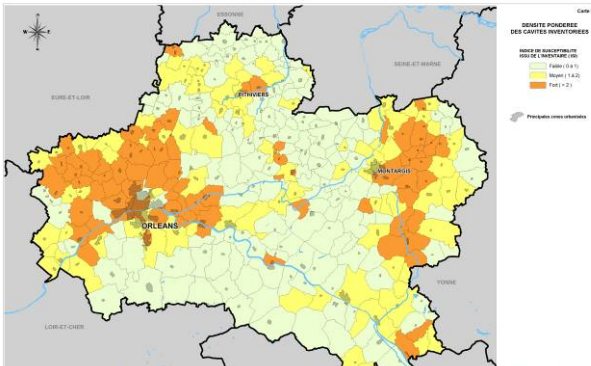 Carte
DENSITE PONDEREE
DES CAVITES INVENTORIEES
INDICE DE SUSCEPTIBILITE
ISSU DE L'INVENTAIRE (ISI)
Faible ( 0 à 1)
Moyen ( 1 à 2)
Fort ( > 2 )
Principales zones urbanisées
N
W
E
S
ESSONNE
SEINE-ET-MARNE
EURE-ET-LOIR
PITHIVIERS
MONTARGIS
ORLEANS
YONNE
LOIR-ET-CHER